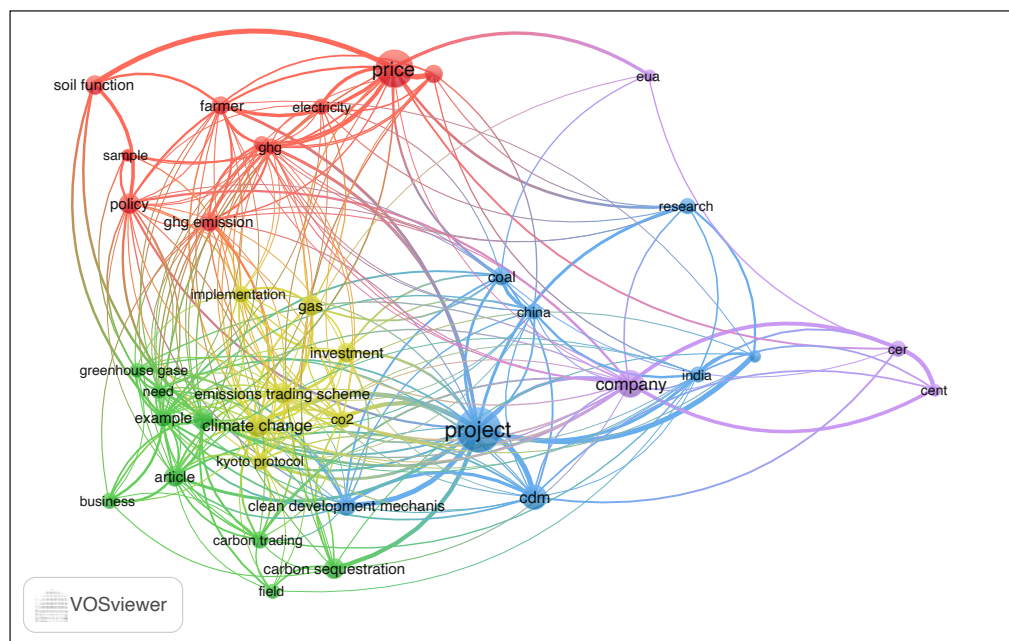 price
eua
soil function
farmer
electricity
ghg
sample
policy
ghg emission
research
coal
implementation
gas
china
investment
cer
greenhouse gase
need
india
company
cent
emissions trading scheme
example
climate change
co2
project
kyoto protocol
article
business
clean development mechanis
cdm
carbon trading
carbon sequestration
field
VOSviewer